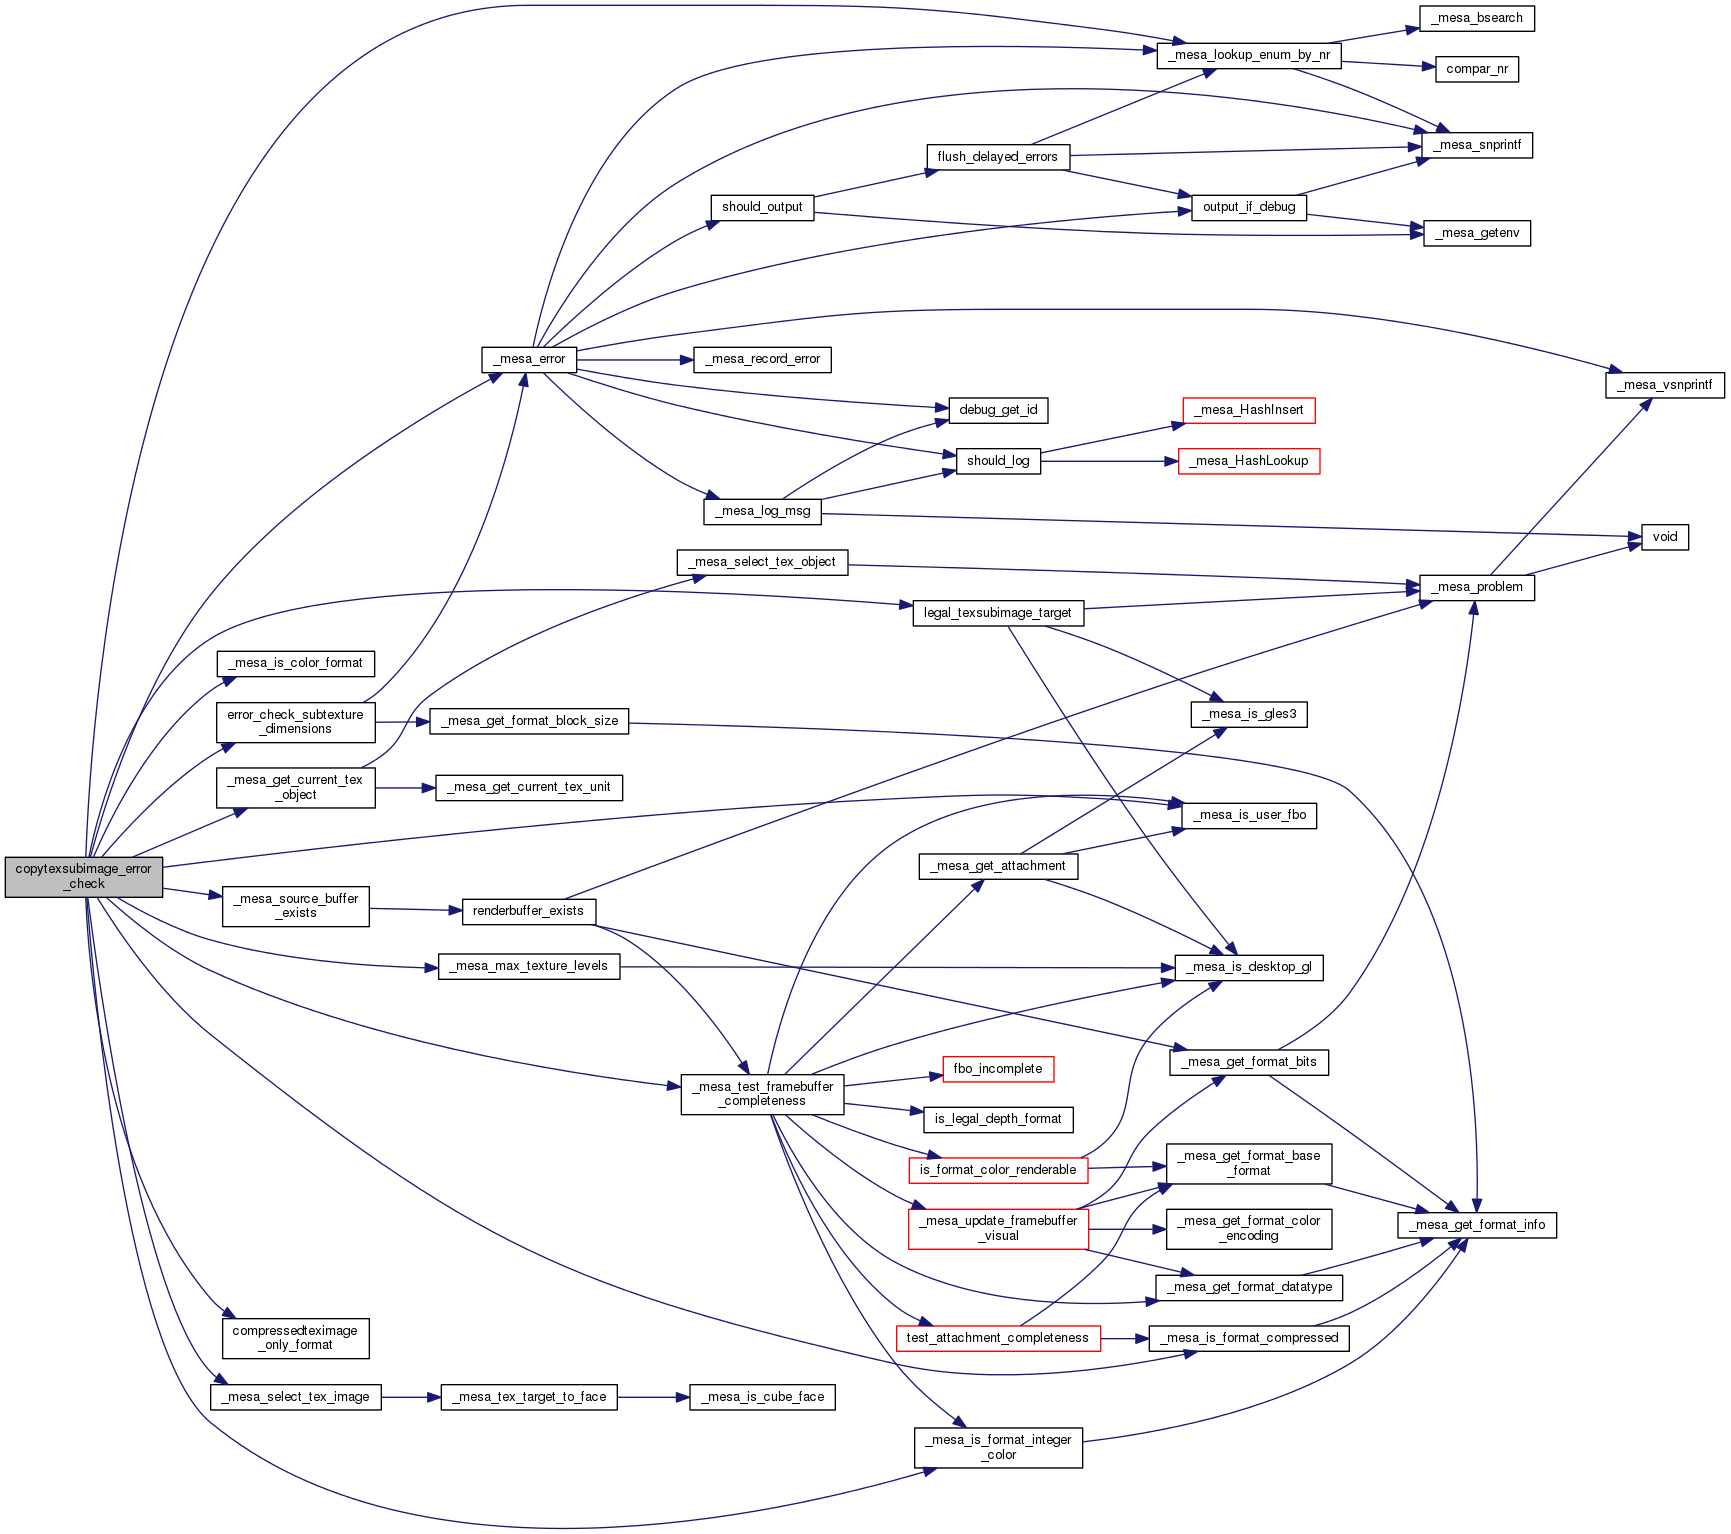 _mesa_bsearch
_mesa_lookup_enum_by_nr
compar_nr
_mesa_snprintf
flush_delayed_errors
should_output
output_if_debug
_mesa_getenv
_mesa_error
_mesa_record_error
_mesa_vsnprintf
debug_get_id
_mesa_HashInsert
should_log
_mesa_HashLookup
_mesa_log_msg
void
_mesa_select_tex_object
_mesa_problem
legal_texsubimage_target
_mesa_is_color_format
error_check_subtexture
_dimensions
_mesa_get_format_block_size
_mesa_is_gles3
_mesa_get_current_tex
_object
_mesa_get_current_tex_unit
_mesa_is_user_fbo
copytexsubimage_error
_check
_mesa_get_attachment
_mesa_source_buffer
_exists
renderbuffer_exists
_mesa_max_texture_levels
_mesa_is_desktop_gl
_mesa_get_format_bits
fbo_incomplete
_mesa_test_framebuffer
_completeness
is_legal_depth_format
is_format_color_renderable
_mesa_get_format_base
_format
_mesa_update_framebuffer
_visual
_mesa_get_format_color
_encoding
_mesa_get_format_info
_mesa_get_format_datatype
test_attachment_completeness
_mesa_is_format_compressed
compressedteximage
_only_format
_mesa_select_tex_image
_mesa_tex_target_to_face
_mesa_is_cube_face
_mesa_is_format_integer
_color